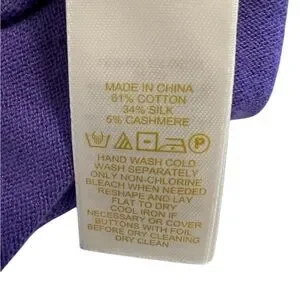 MADE IN CHINA
61% COTTON
34% SILK
5% CASHMERE
P
HAND WASH COLD
WASH SEPARATELY
ONLY NON-CHLORINE
BLEACH WHEN NEEDED
RESHAPE AND LAY
FLAT TO DRY
COOL IRON IF
NECESSARY OR COVER
BUTTONS WITH FOIL
BEFORE DRY CLEANING
DRY CLEAN